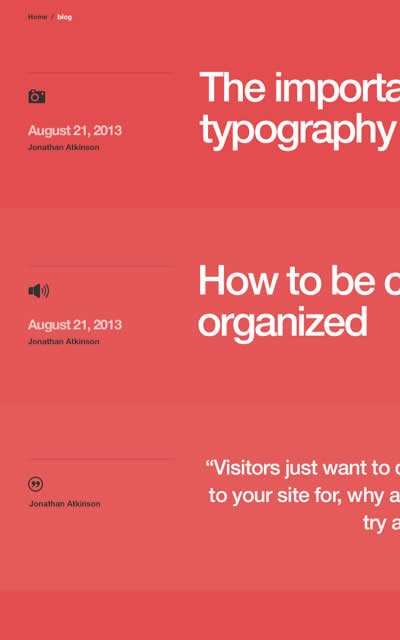 Home / blog
August 21, 2013
Jonathan Atkinson
The importa
typography
August 21, 2013
Jonathan Atkinson
How to be
organized
Jonathan Atkinson
“Visitors just want to
to your site for, why a
try a